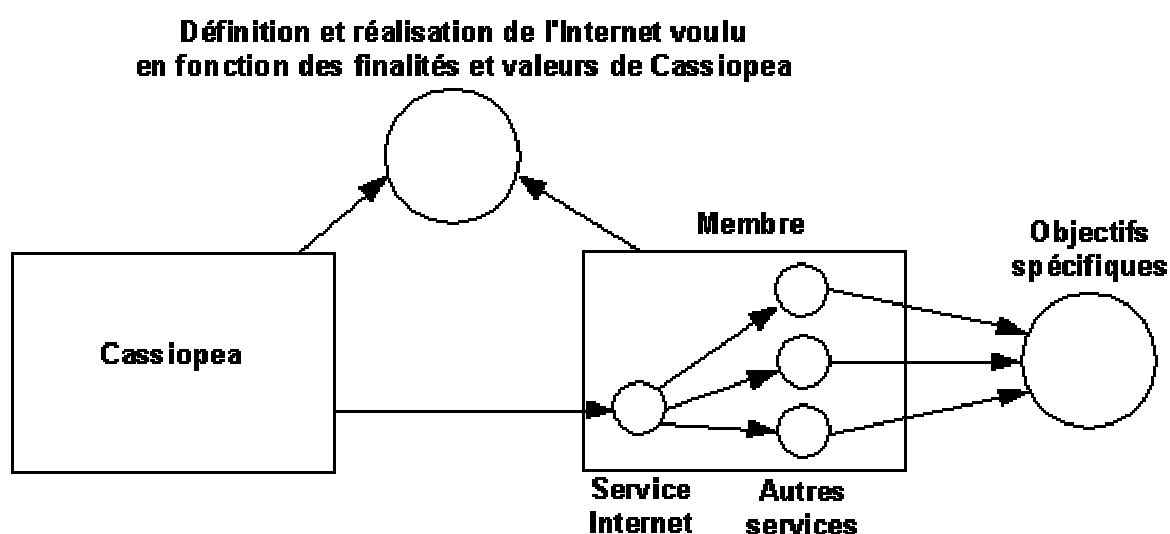 Définition et réalisation de l'Internet voulu
en fonction des finalités et valeurs de Cassiopea
Membre
Objectifs
spécifiques
Cassiopea
Service
Internet
Autres
services